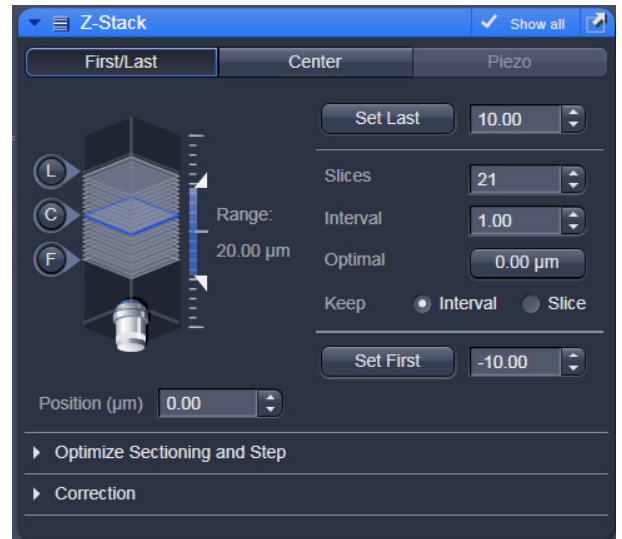 Z-Stack Show all
First/Last Center Piezo
Set Last 10.00
L
Slices 21
C Range: Interval 1.00
20.00 µm
F Optimal 0.00 µm
Keep Interval Slice
Set First -10.00
Position (µm) 0.00
Optimize Sectioning and Step
Correction